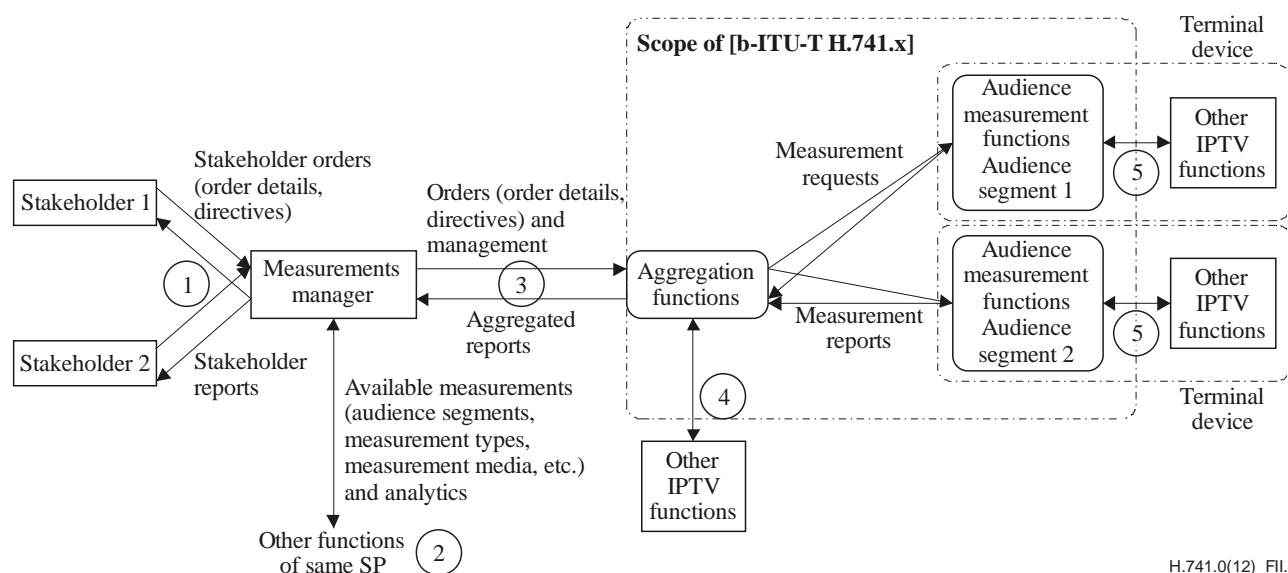 Scope of [b-ITU-T H.741.x]
Terminal
device
Audience
measurement
functions
Audience
segment 1
5
Other
IPTV
functions
Measurement
requests
Stakeholder orders
(order details,
directives)
Stakeholder 1
Orders (order details,
directives) and
management
1
Measurements
manager
3
Aggregation
functions
Audience
measurement
functions
Audience
segment 2
5
Other
IPTV
functions
Aggregated
reports
Measurement
reports
Stakeholder 2
Stakeholder
reports
Available measurements
(audience segments,
measurement types,
measurement media, etc.)
and analytics
4
Terminal
device
Other
IPTV
functions
Other functions
of same SP
2
H.741.0(12)_FII.